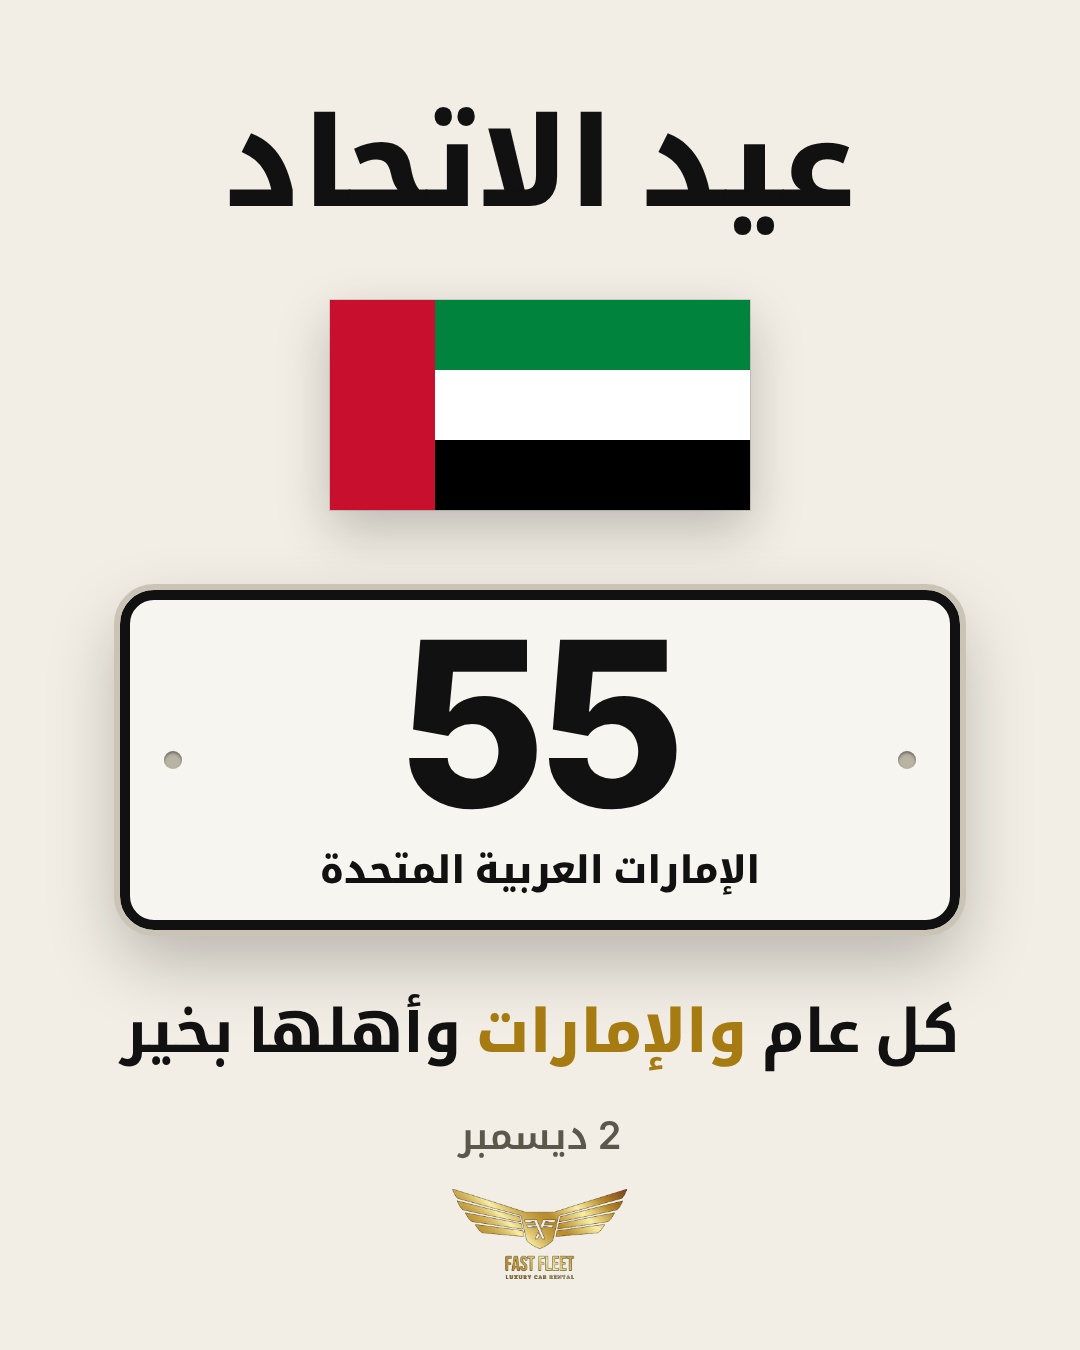 عيد الاتحاد
55
الإمارات العربية المتحدة
كل عام والإمارات وأهلها بخير
2 ديسمبر
FAST FLEET
LUXURY CAR RENTAL